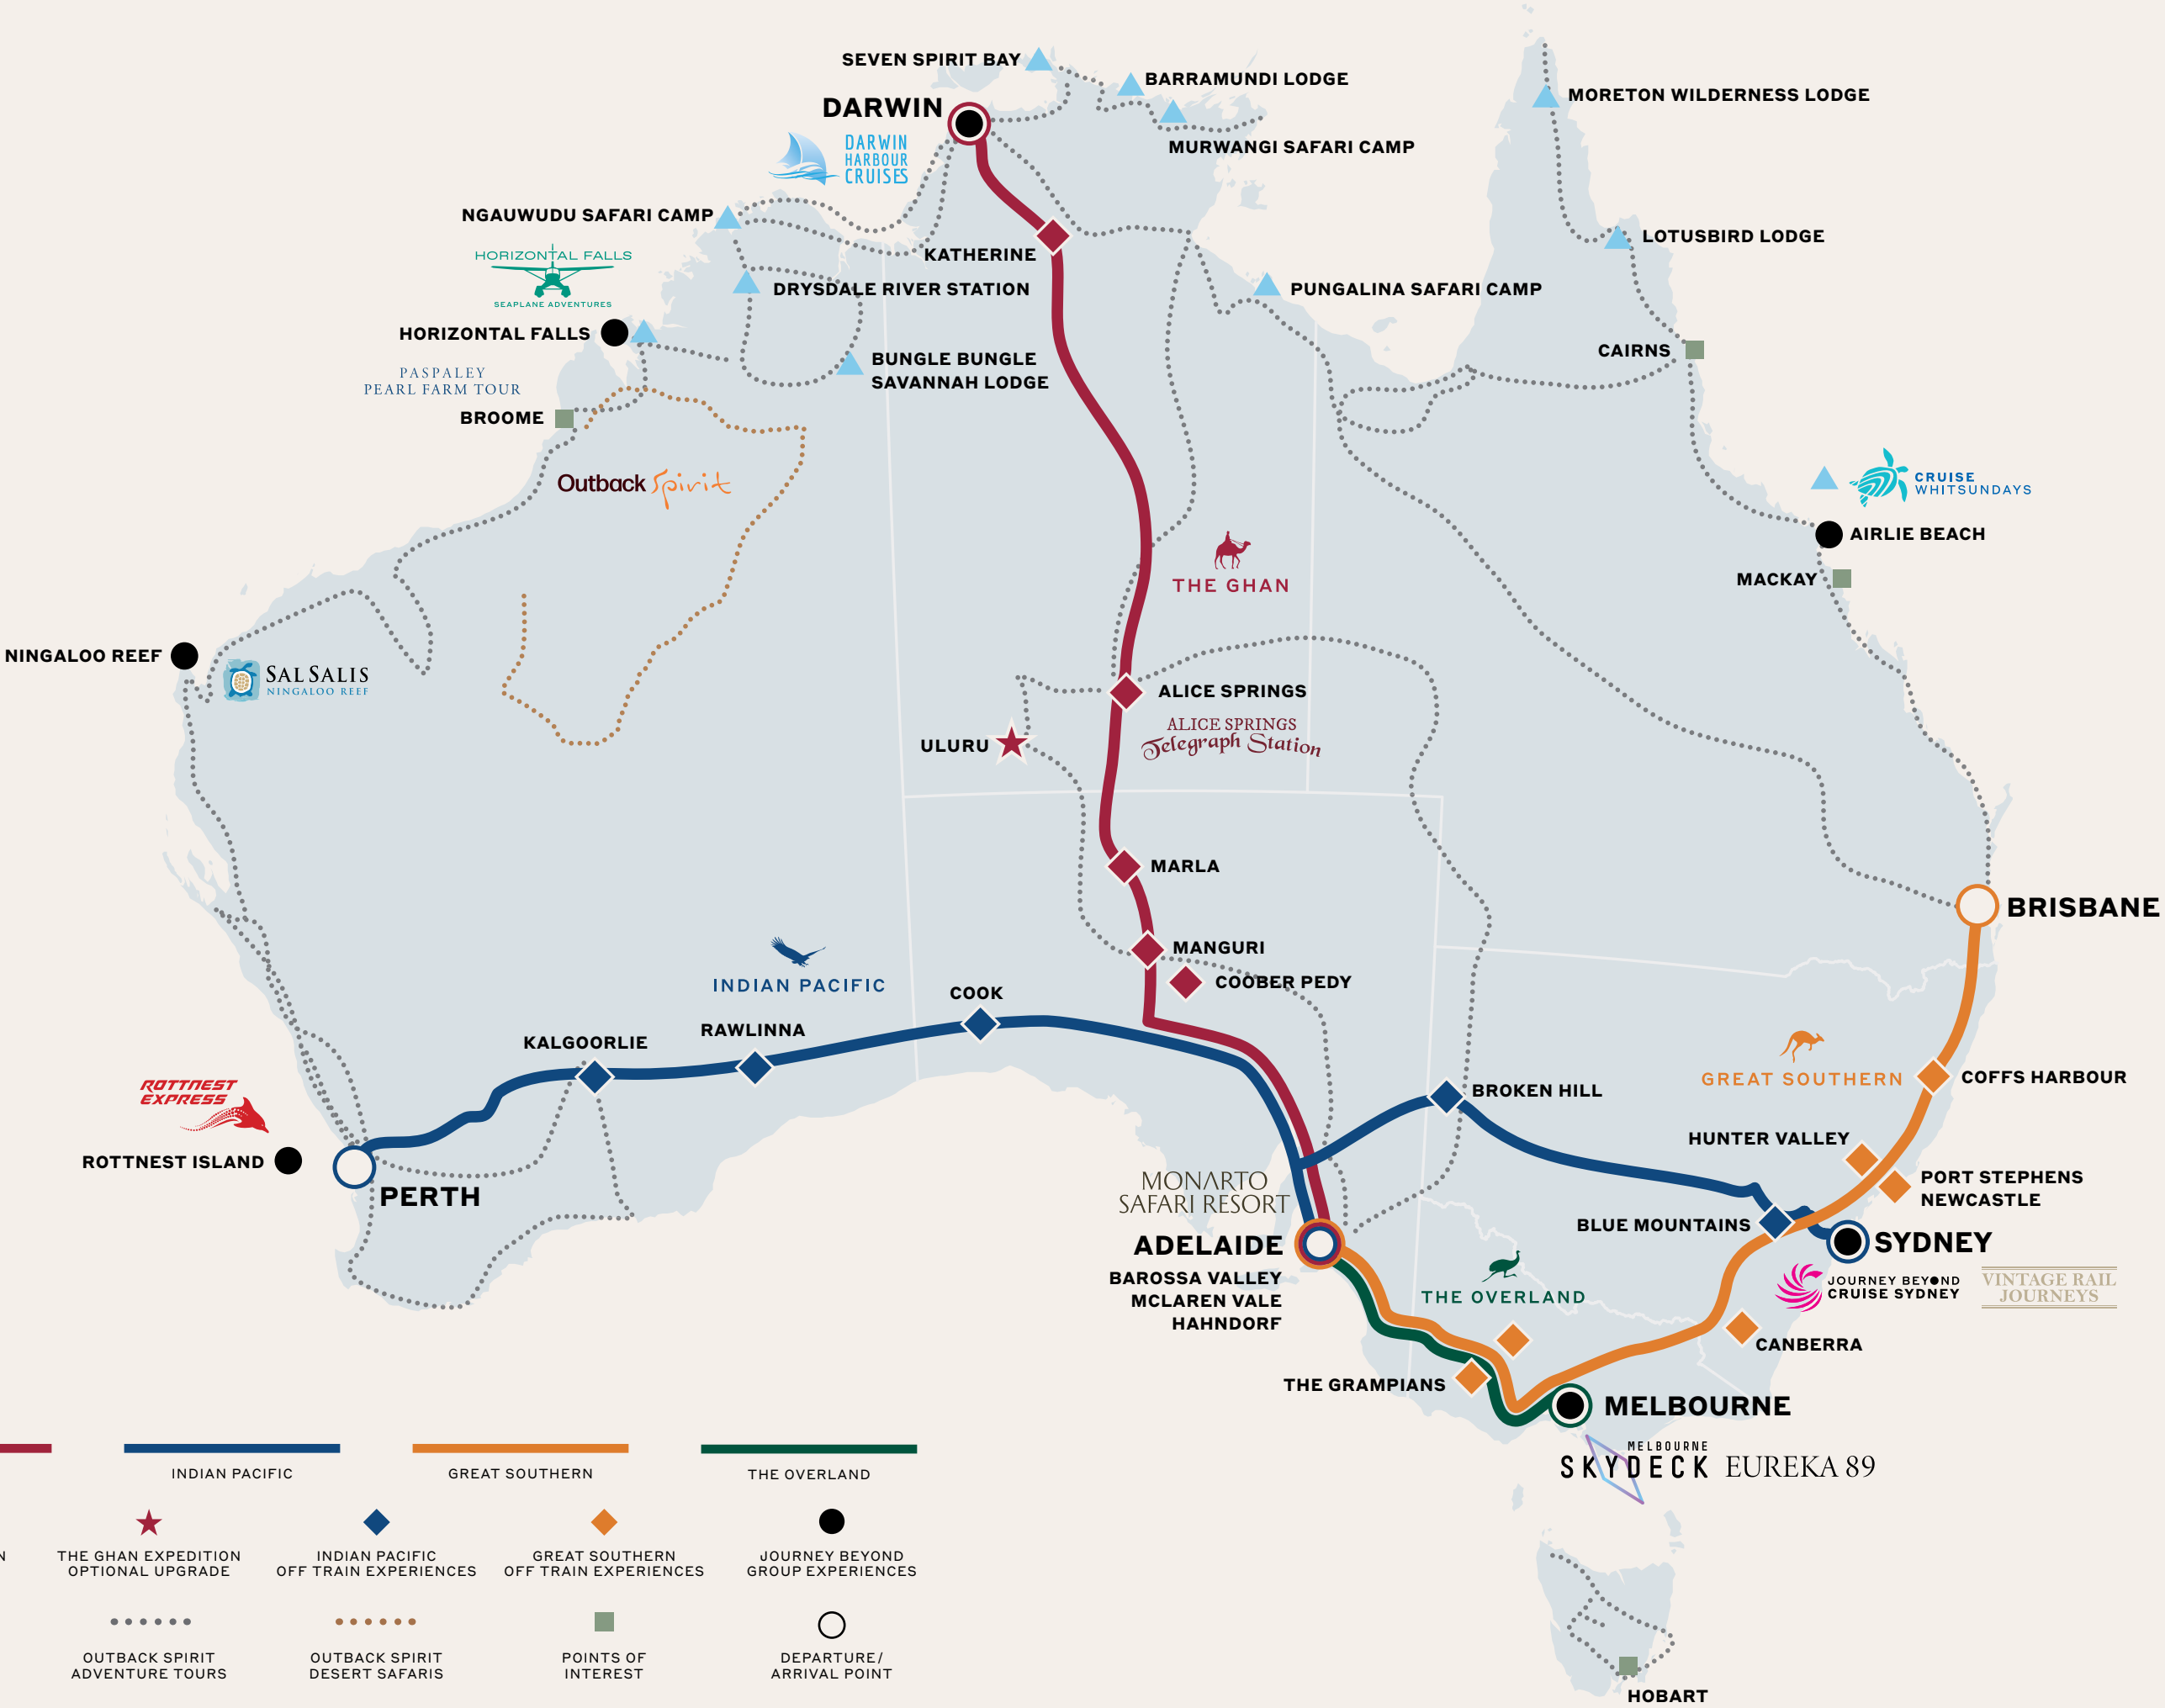 SEVEN SPIRIT BAY
BARRAMUNDI LODGE
DARWIN
MORETON WILDERNESS LODGE
DARWIN
HARBOUR
CRUISES
MURWANGI SAFARI CAMP
NGAUWUDU SAFARI CAMP
LOTUSBIRD LODGE
HORIZONTAL FALLS
SEAPLANE ADVENTURES
KATHERINE
DRYSDALE RIVER STATION
PUNGALINA SAFARI CAMP
HORIZONTAL FALLS
CAIRNS
BUNGLE BUNGLE
SAVANNAH LODGE
PASPALEY
PEARL FARM TOUR
BROOME
Outback Spirit
CRUISE
WHITSUNDAYS
AIRLIE BEACH
MACKAY
THE GHAN
NINGALOO REEF
SAL SALIS
NINGALOO REEF
ALICE SPRINGS
ALICE SPRINGS
Telegraph Station
ULURU
MARLA
BRISBANE
MANGURI
COOBER PEDY
INDIAN PACIFIC
COOK
RAWLINNA
KALGOORLIE
GREAT SOUTHERN
COFFS HARBOUR
BROKEN HILL
ROTTNEST
EXPRESS
HUNTER VALLEY
ROTTNEST ISLAND
PERTH
MONARTO
SAFARI RESORT
PORT STEPHENS
NEWCASTLE
BLUE MOUNTAINS
SYDNEY
ADELAIDE
BAROSSA VALLEY
MCLAREN VALE
HAHNDORF
THE OVERLAND
JOURNEY BEYOND
CRUISE SYDNEY
VINTAGE RAIL
JOURNEYS
CANBERRA
THE GRAMPIANS
MELBOURNE
MELBOURNE
SKYDECK
EUREKA 89
INDIAN PACIFIC
GREAT SOUTHERN
THE OVERLAND
N
THE GHAN EXPEDITION
OPTIONAL UPGRADE
INDIAN PACIFIC
OFF TRAIN EXPERIENCES
GREAT SOUTHERN
OFF TRAIN EXPERIENCES
JOURNEY BEYOND
GROUP EXPERIENCES
OUTBACK SPIRIT
ADVENTURE TOURS
OUTBACK SPIRIT
DESERT SAFARIS
POINTS OF
INTEREST
DEPARTURE/
ARRIVAL POINT
HOBART